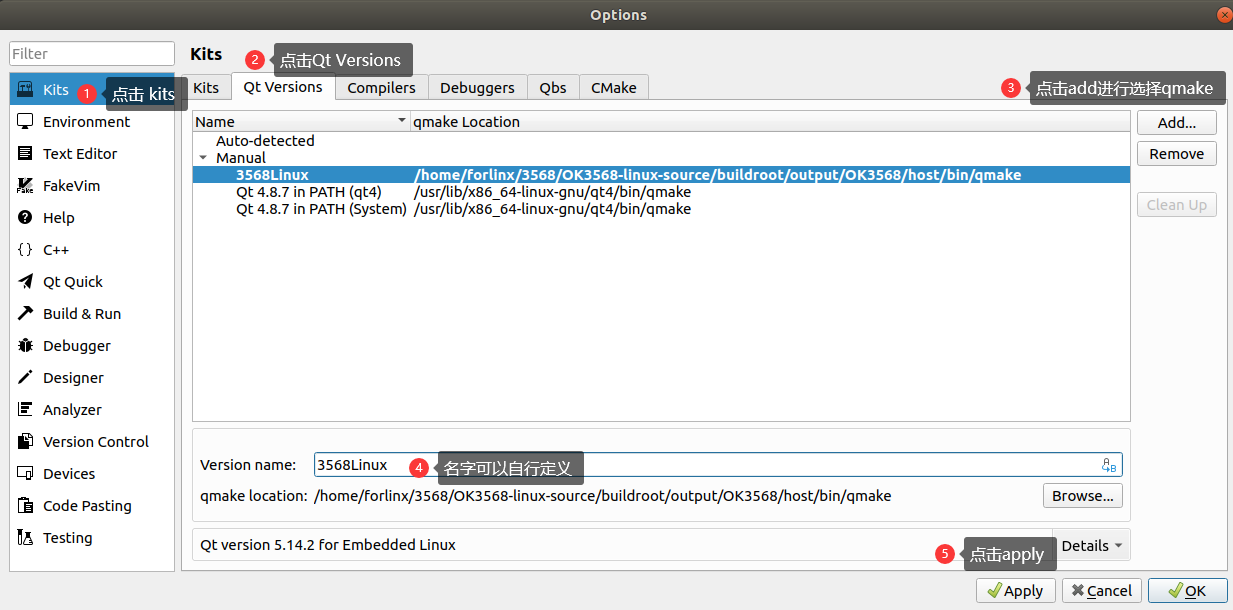 Options
Filter
Kits
1 点击 kits
Environment
Text Editor
FakeVim
Help
C++
Qt Quick
Build & Run
Debugger
Designer
Analyzer
Version Control
Devices
Code Pasting
Testing
Kits
2 点击Qt Versions
3 点击add进行选择qmake
Kits Qt Versions Compilers Debuggers Qbs CMake
Name qmake Location
Auto-detected
Manual
3568Linux /home/forlinx/3568/OK3568-linux-source/buildroot/output/OK3568/host/bin/qmake
Qt 4.8.7 in PATH (qt4) /usr/lib/x86_64-linux-gnu/qt4/bin/qmake
Qt 4.8.7 in PATH (System) /usr/lib/x86_64-linux-gnu/qt4/bin/qmake
Add...
Remove
Clean Up
Version name: 3568Linux
4 名字可以自行定义
qmake location: /home/forlinx/3568/OK3568-linux-source/buildroot/output/OK3568/host/bin/qmake
Browse...
Qt version 5.14.2 for Embedded Linux
5 点击apply
Details
Apply Cancel OK